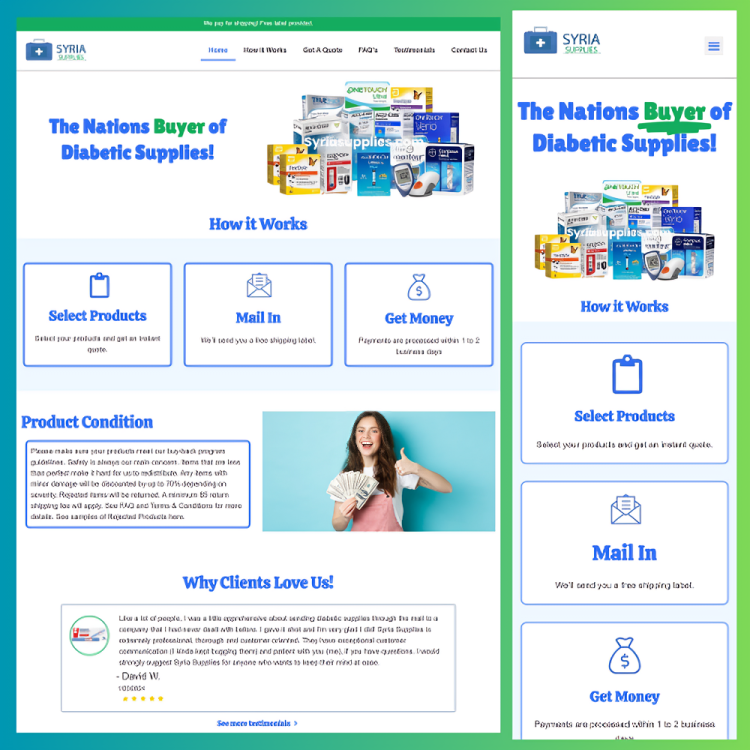 We pay for shipping! Free label provided.
SYRIA
SUPPLIES
Home How it Works Got A Quote FAQ's Testimonials Contact Us
The Nations Buyer of
Diabetic Supplies!
ONETOUCH
Ultra
Verio
Syriasupplies.com
CONTOUR
How it Works
Select Products
Select your products and get an instant
quote.
Mail In
We'll send you a free shipping label.
Get Money
Payments are processed within 1 to 2
business days
Product Condition
Please make sure your products meet our buy-back program
guidelines. Safety is always our main concern. Items that are less
than perfect make it hard for us to redistribute. Any items with
minor damage will be discounted by up to 70% depending on
severity. Rejected items will be returned. A minimum $5 return
shipping fee will apply. See FAQ and Terms & Conditions for more
details. See samples of Rejected Products here.
Why Clients Love Us!
Like a lot of people, I was a little apprehensive about sending diabetic supplies through the mail to a
company that I had never dealt with before. I gave it shot and I'm very glad I did! Syria Supplies is
extremely professional, thorough and customer oriented. They have exceptional customer
communication (I kinda kept bugging them) and patient with you (me), if you have questions. I would
strongly suggest Syria Supplies for anyone who wants to keep their mind at ease.
- David W.
See more testimonials >
SYRIA
SUPPLIES
The Nations Buyer of
Diabetic Supplies!
ONETOUCH
Syriasupplies.com
How it Works
Select Products
Select your products and get an instant quote.
Mail In
We'll send you a free shipping label.
Get Money
Payments are processed within 1 to 2 business